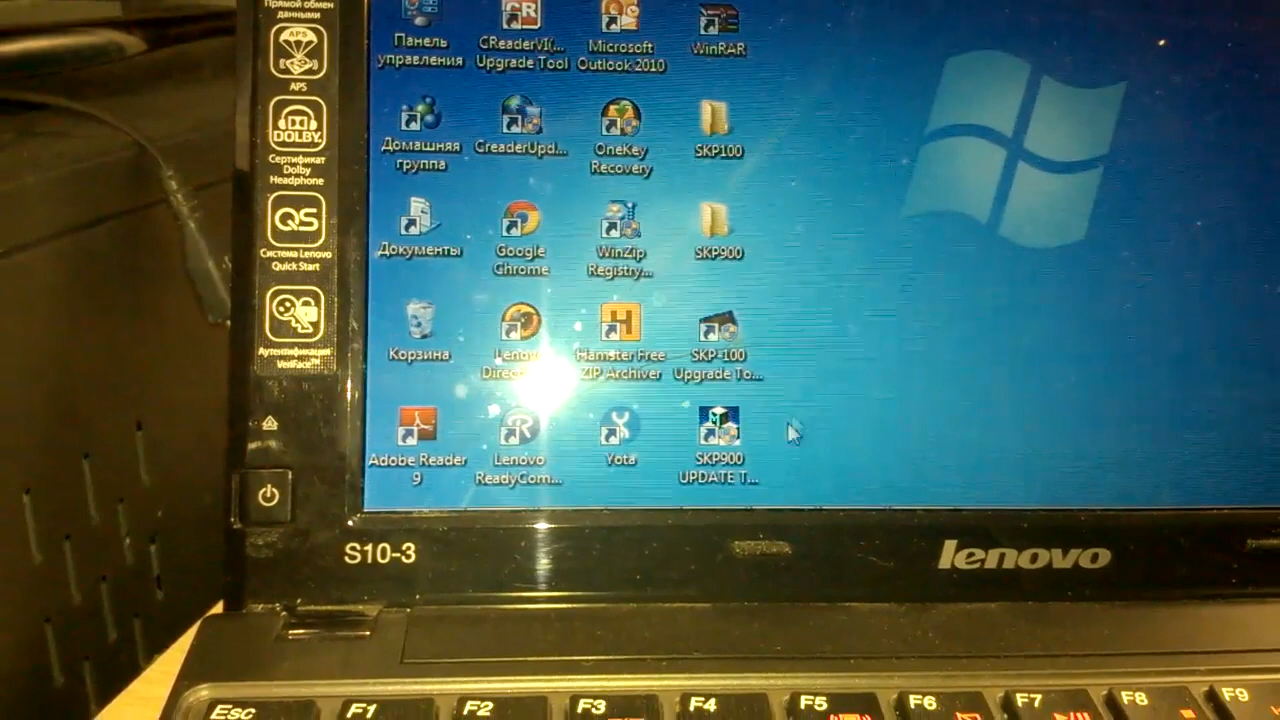 Прямой обмен
данными
APS
APS
DOLBY.
Сертификат
Dolby
Headphone
QS
Система Lenovo
Quick Start
Аутентификация
VeriFace™
Панель
управления
CReaderVI(...
Upgrade Tool
Microsoft
Outlook 2010
WinRAR
Домашняя
группа
CreaderUpd...
OneKey
Recovery
SKP100
Документы
Google
Chrome
WinZip
Registry...
SKP900
Корзина
Lenovo
Direct
Hamster Free
ZIP Archiver
SKP-100
Upgrade To...
Adobe Reader
9
Lenovo
ReadyCom...
Yota
SKP900
UPDATE T...
S10-3
lenovo
Esc
F1
F2
F3
F4
F5
F6
F7
F8
F9